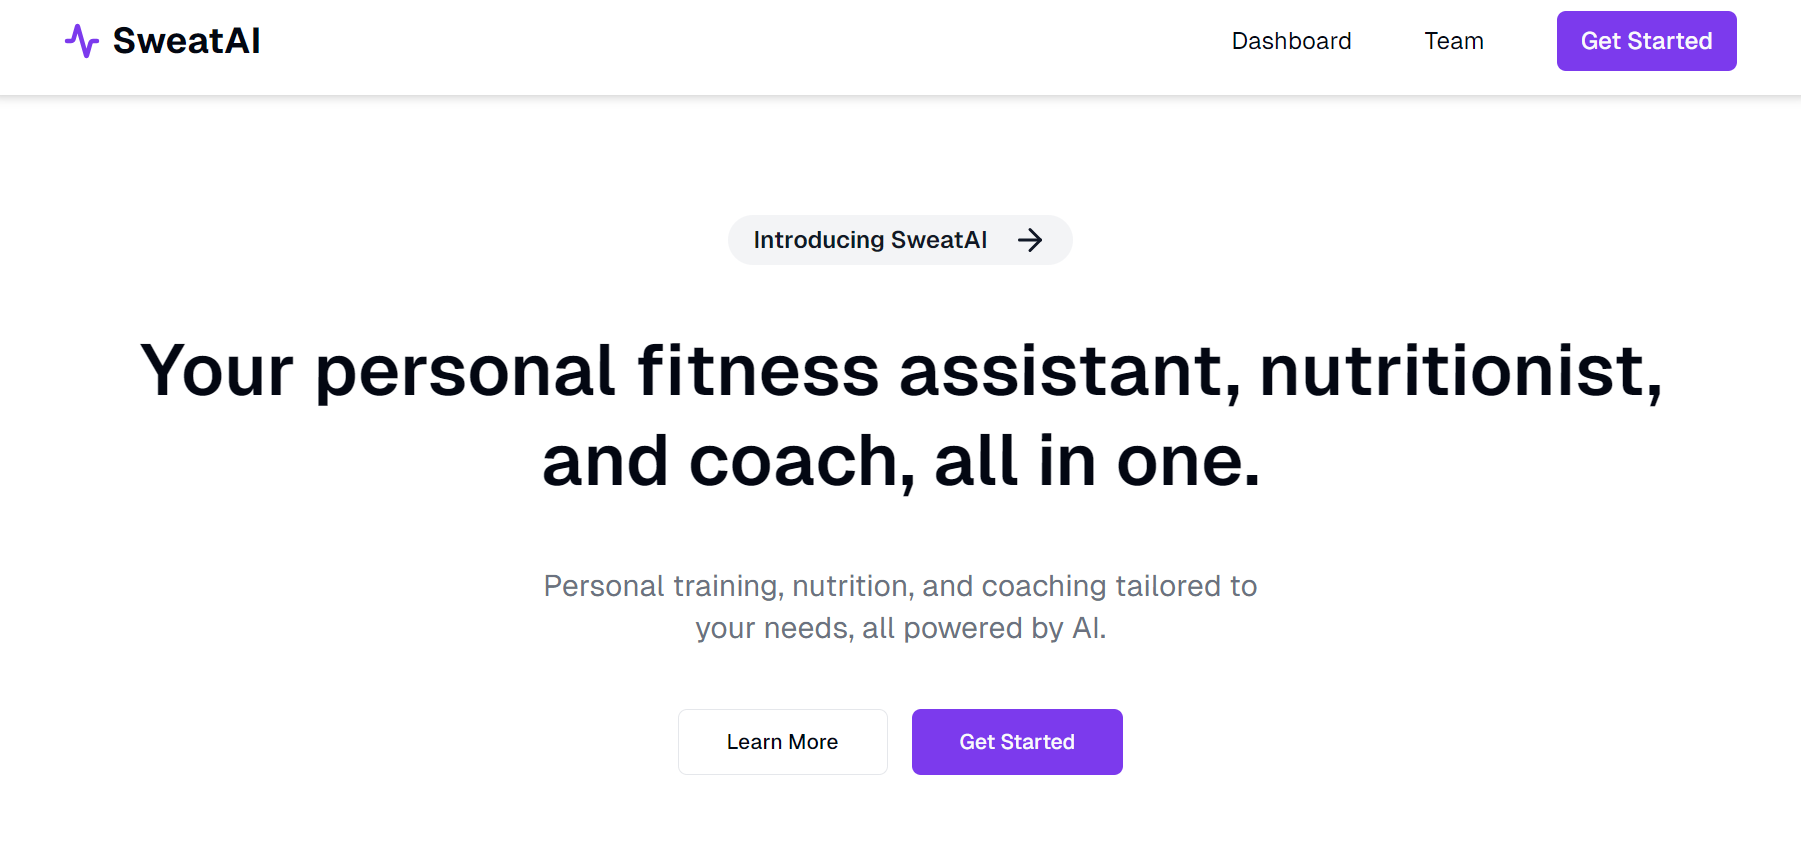 SweatAI
Dashboard
Team
Get Started
Introducing SweatAI
Your personal fitness assistant, nutritionist,
and coach, all in one.
Personal training, nutrition, and coaching tailored to
your needs, all powered by AI.
Learn More
Get Started